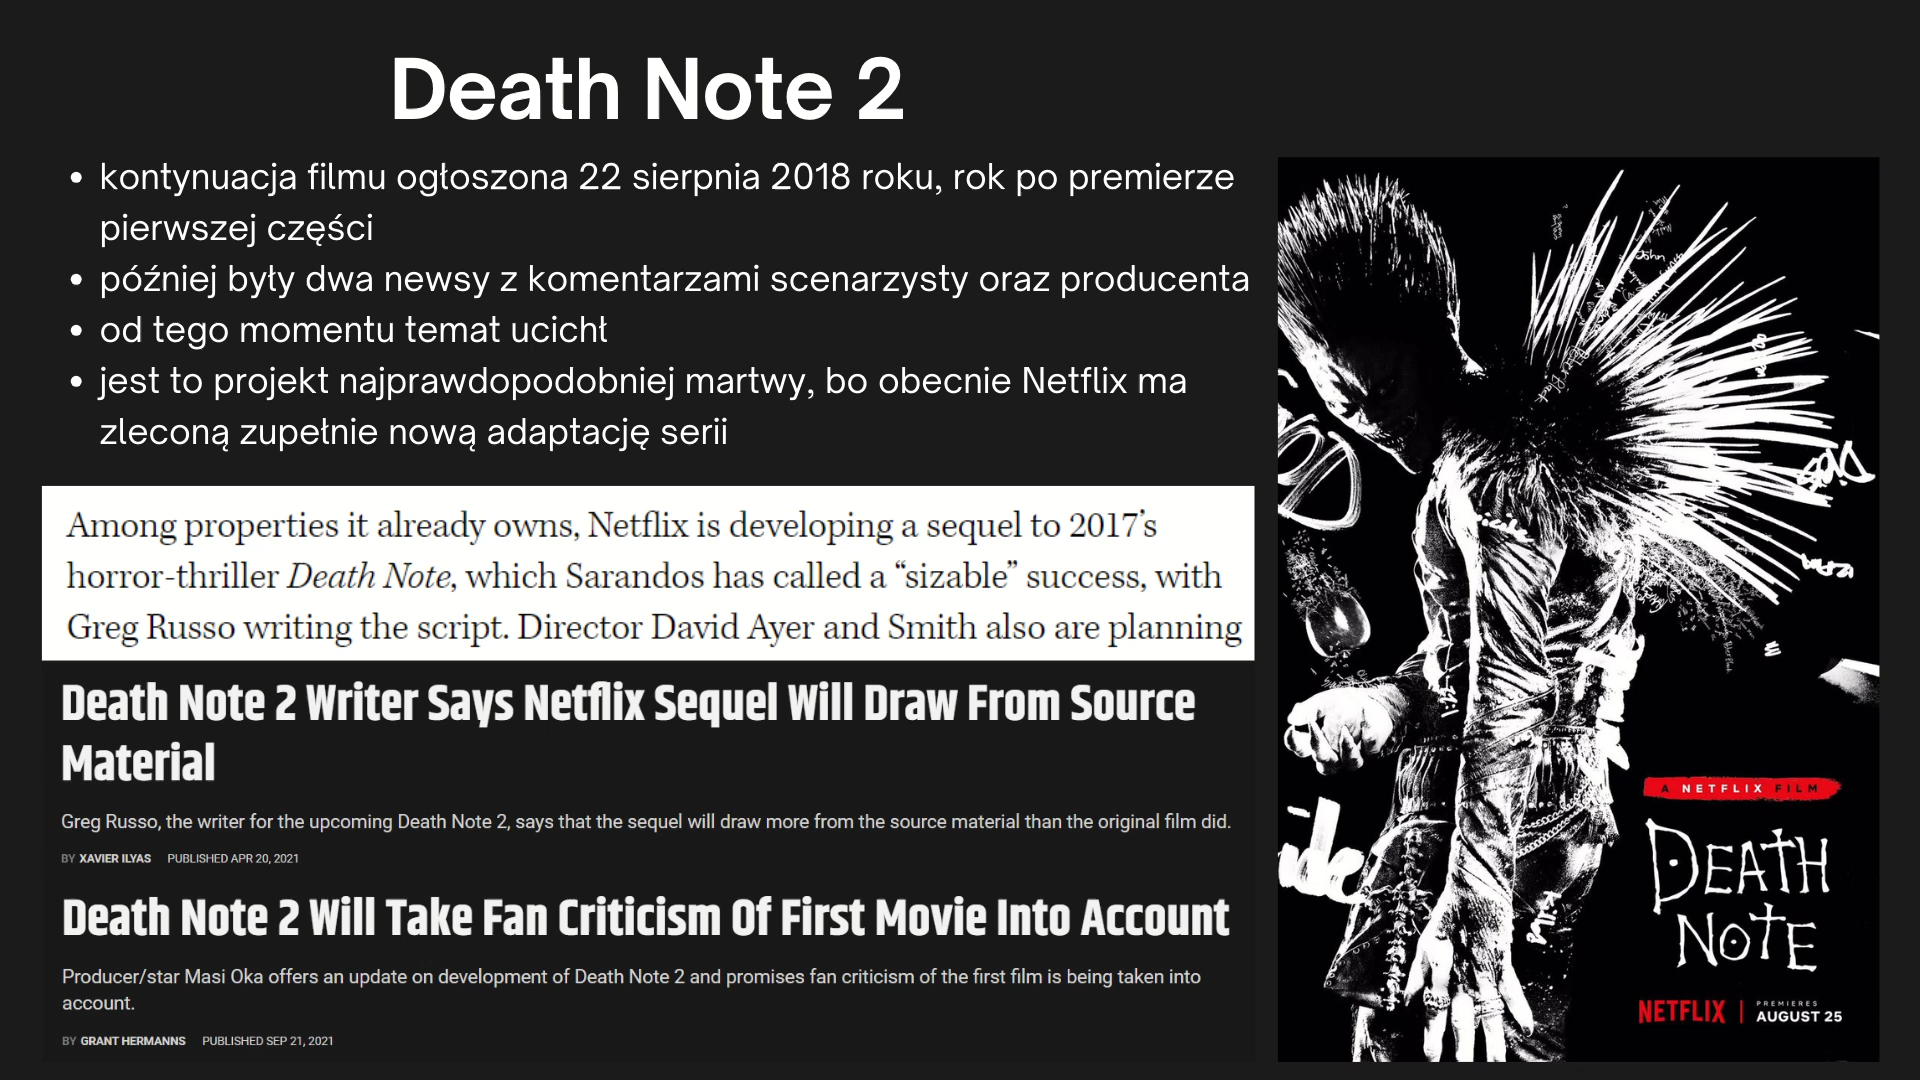 Death Note 2
• kontynuacja filmu ogłoszona 22 sierpnia 2018 roku, rok po premierze
pierwszej części
• później były dwa newsy z komentarzami scenarzysty oraz producenta
• od tego momentu temat ucichł
• jest to projekt najprawdopodobniej martwy, bo obecnie Netflix ma
zleconą zupełnie nową adaptację serii
Among properties it already owns, Netflix is developing a sequel to 2017’s
horror-thriller Death Note, which Sarandos has called a “sizable” success, with
Greg Russo writing the script. Director David Ayer and Smith also are planning
Death Note 2 Writer Says Netflix Sequel Will Draw From Source
Material
Greg Russo, the writer for the upcoming Death Note 2, says that the sequel will draw more from the source material than the original film did.
BY XAVIER ILYAS PUBLISHED APR 20, 2021
Death Note 2 Will Take Fan Criticism Of First Movie Into Account
Producer/star Masi Oka offers an update on development of Death Note 2 and promises fan criticism of the first film is being taken into
account.
BY GRANT HERMANNS PUBLISHED SEP 21, 2021
John
A NETFLIX FILM
DEATH
NOTE
NETFLIX | PREMIERES
AUGUST 25